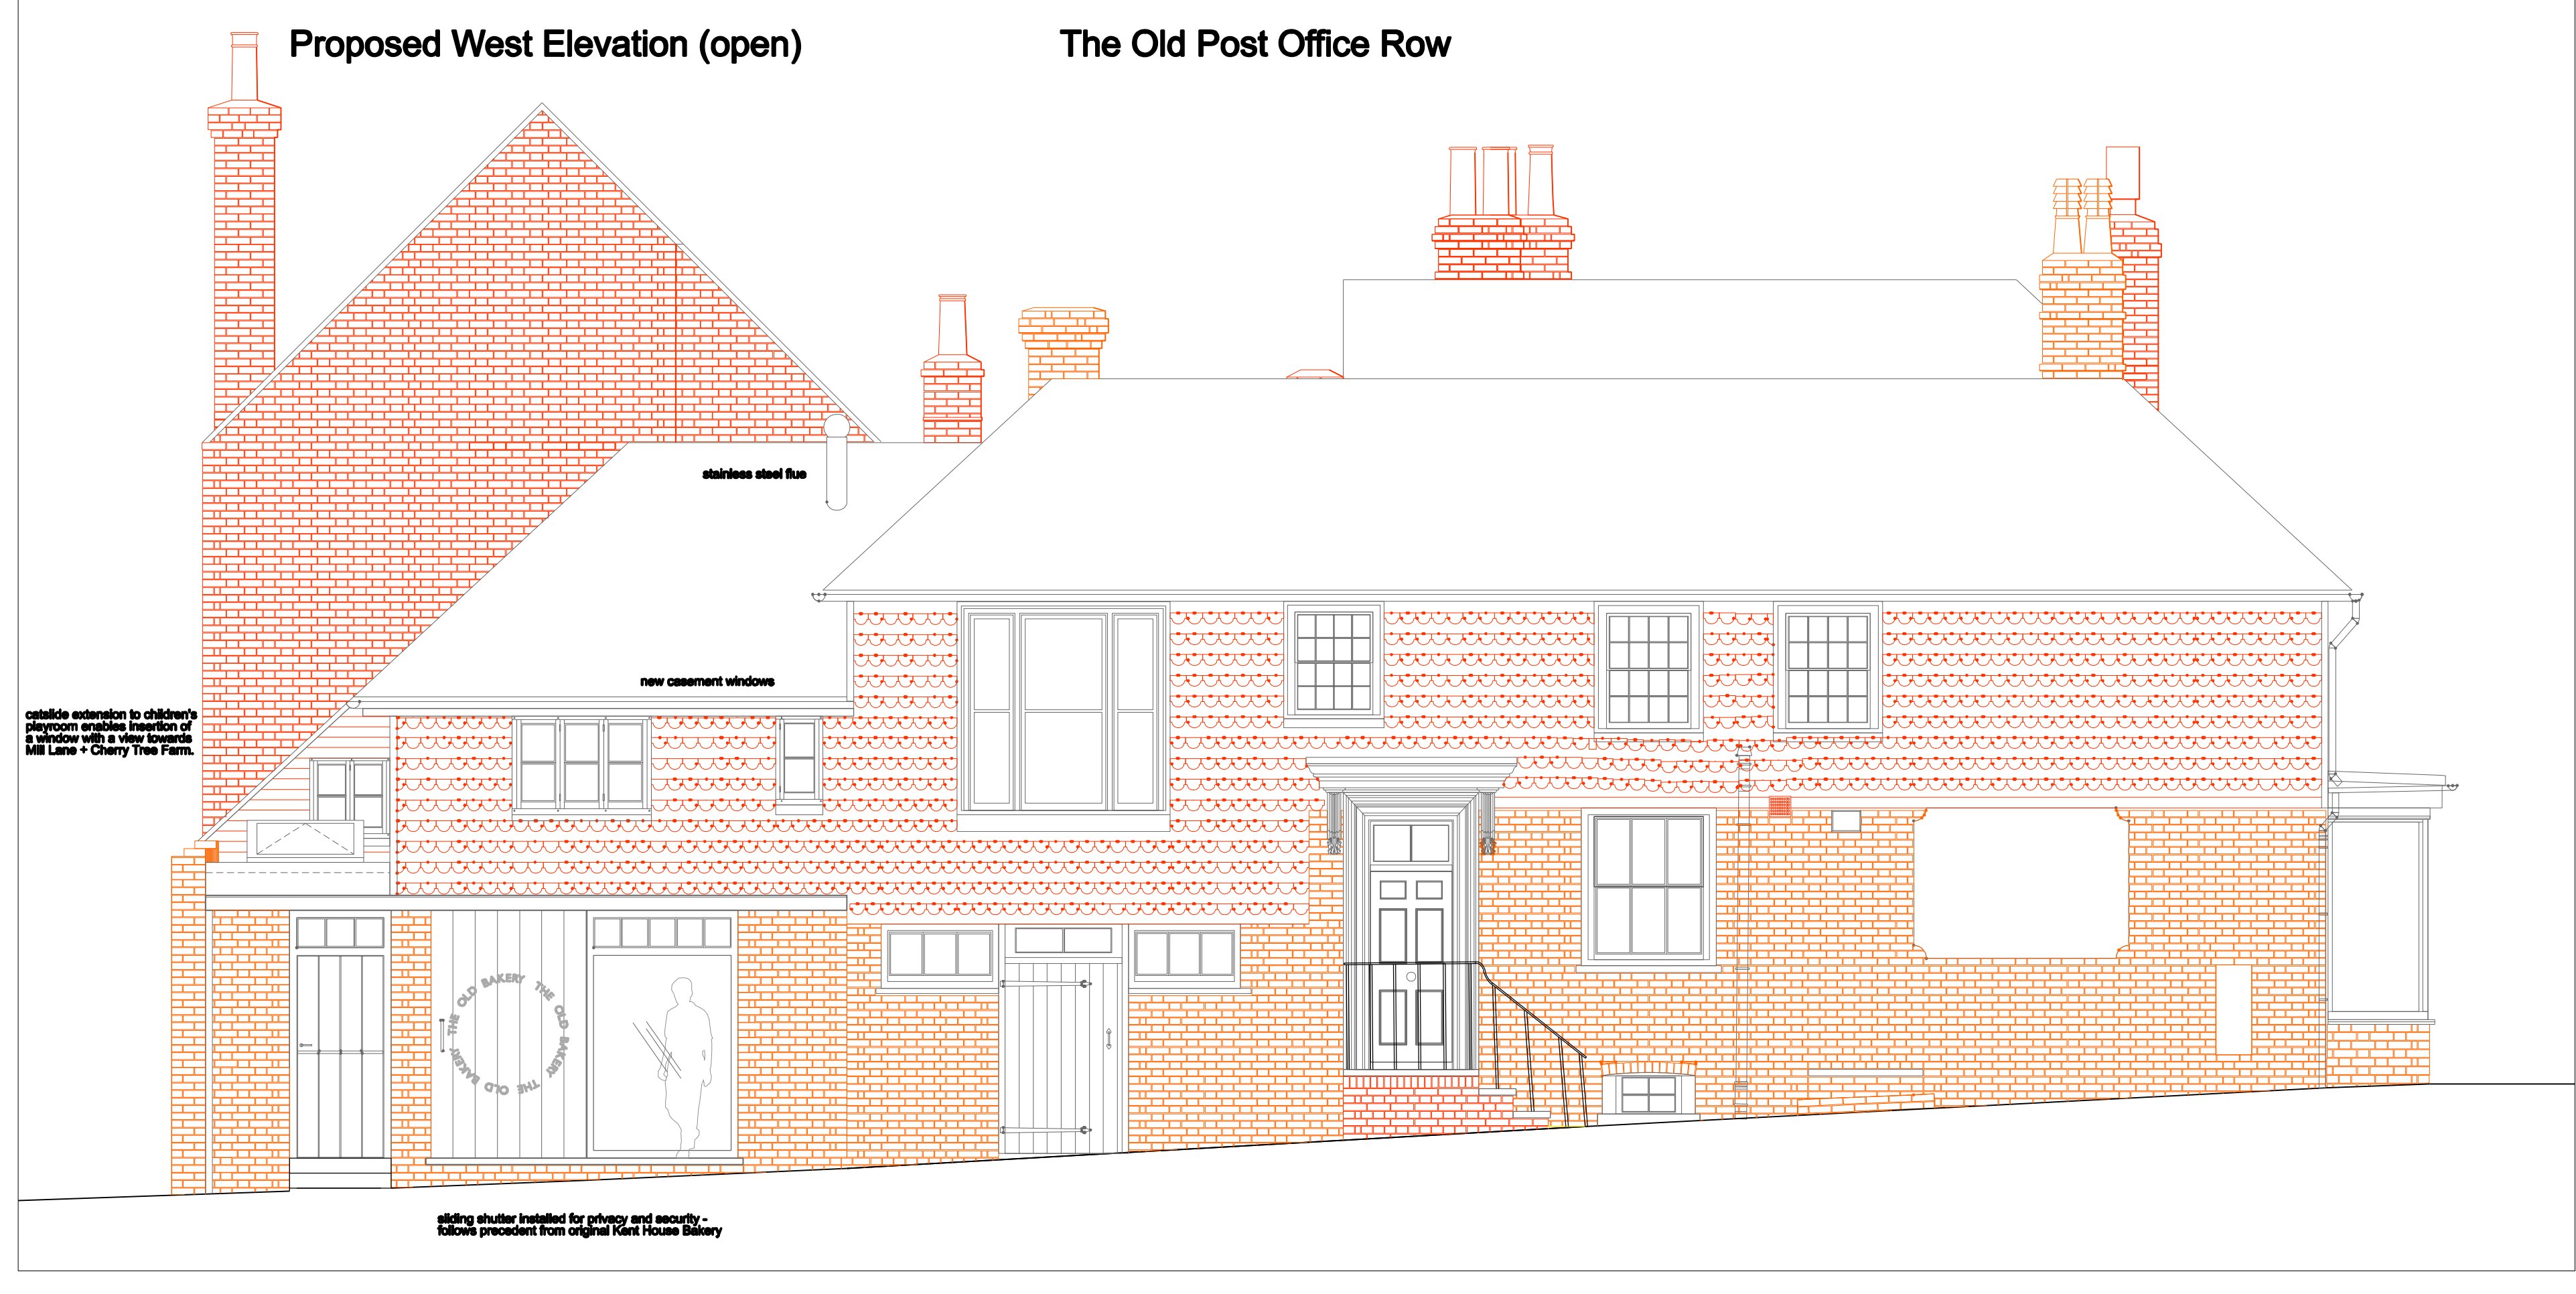 Proposed West Elevation (open)
The Old Post Office Row
stainless steel flue
new casement windows
catslide extension to children's
playroom enables insertion of
a window with a view towards
Mill Lane + Cherry Tree Farm.
THE OLD BAKERY THE OLD BAKERY THE OLD BAKERY
sliding shutter installed for privacy and security -
follows precedent from original Kent House Bakery